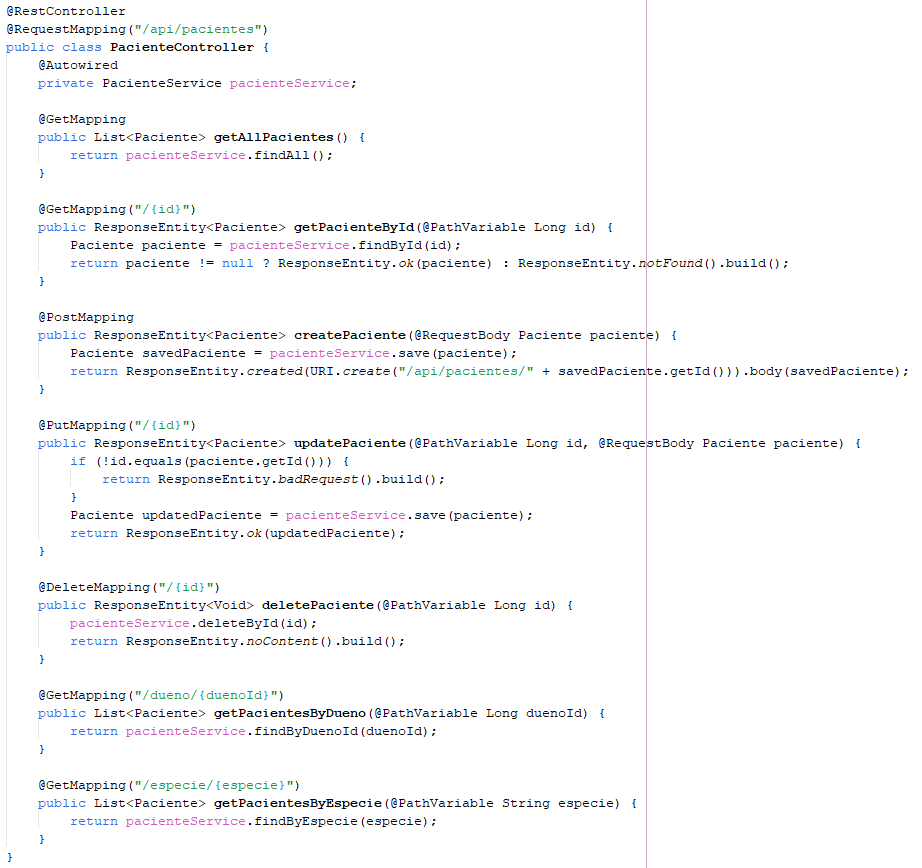 @RestController
@RequestMapping("/api/pacientes")
public class PacienteController {
    @Autowired
    private PacienteService pacienteService;

    @GetMapping
    public List<Paciente> getAllPacientes() {
        return pacienteService.findAll();
    }

    @GetMapping("/{id}")
    public ResponseEntity<Paciente> getPacienteById(@PathVariable Long id) {
        Paciente paciente = pacienteService.findById(id);
        return paciente != null ? ResponseEntity.ok(paciente) : ResponseEntity.notFound().build();
    }

    @PostMapping
    public ResponseEntity<Paciente> createPaciente(@RequestBody Paciente paciente) {
        Paciente savedPaciente = pacienteService.save(paciente);
        return ResponseEntity.created(URI.create("/api/pacientes/" + savedPaciente.getId())).body(savedPaciente);
    }

    @PutMapping("/{id}")
    public ResponseEntity<Paciente> updatePaciente(@PathVariable Long id, @RequestBody Paciente paciente) {
        if (!id.equals(paciente.getId())) {
            return ResponseEntity.badRequest().build();
        }
        Paciente updatedPaciente = pacienteService.save(paciente);
        return ResponseEntity.ok(updatedPaciente);
    }

    @DeleteMapping("/{id}")
    public ResponseEntity<Void> deletePaciente(@PathVariable Long id) {
        pacienteService.deleteById(id);
        return ResponseEntity.noContent().build();
    }

    @GetMapping("/dueno/{duenoId}")
    public List<Paciente> getPacientesByDueno(@PathVariable Long duenoId) {
        return pacienteService.findByDuenoId(duenoId);
    }

    @GetMapping("/especie/{especie}")
    public List<Paciente> getPacientesByEspecie(@PathVariable String especie) {
        return pacienteService.findByEspecie(especie);
    }
}